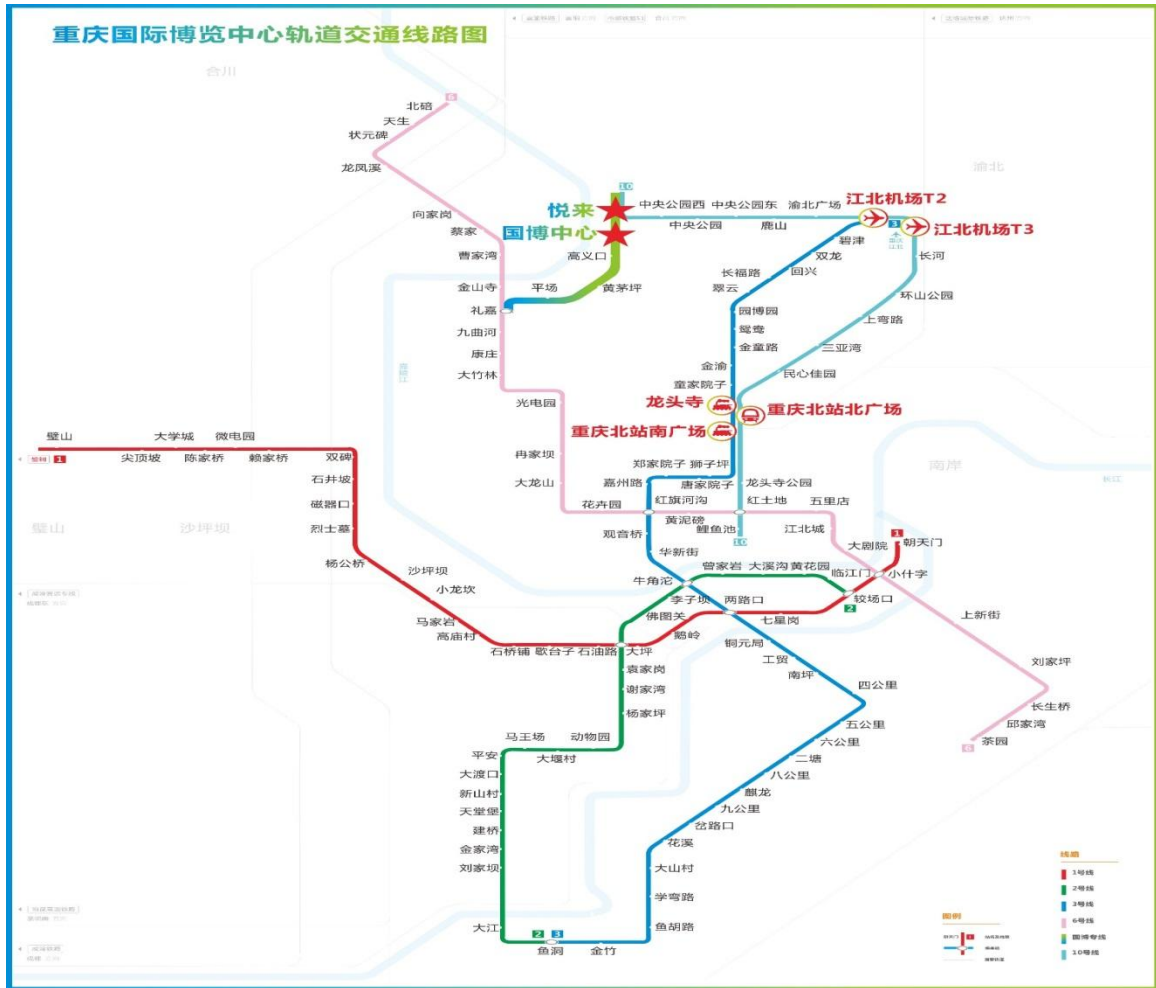 重庆国际博览中心轨道交通线路图
合川
渝北
6
北碚
天生
状元碑
龙凤溪
向家岗
蔡家
曹家湾
金山寺
礼嘉
九曲河
康庄
大竹林
光电园
冉家坝
大龙山
花卉园
10
悦来
国博中心
高义口
黄茅坪
平场
中央公园西
中央公园
中央公园东
鹿山
渝北广场
江北机场T2
江北机场T3
3
碧津
双龙
回兴
长福路
翠云
园博园
鸳鸯
金童路
金渝
童家院子
龙头寺
重庆北站南广场
重庆北站北广场
长河
环山公园
上弯路
三亚湾
民心佳园
郑家院子
狮子坪
唐家院子
嘉州路
龙头寺公园
红旗河沟
黄泥磅
红土地
五里店
鲤鱼池
10
江北城
观音桥
华新街
牛角沱
大剧院
1
朝天门
小什字
临江门
较场口
2
曾家岩
大溪沟
黄花园
李子坝
佛图关
两路口
七星岗
鹅岭
铜元局
工贸
南坪
四公里
五公里
六公里
二塘
八公里
麒龙
九公里
岔路口
花溪
大山村
学弯路
鱼胡路
金竹
鱼洞
2
3
上新街
刘家坪
长生桥
邱家湾
茶园
6
南岸
长江
嘉陵江
璧山
大学城
微电园
尖顶坡
陈家桥
赖家桥
双碑
石井坡
磁器口
烈士墓
杨公桥
沙坪坝
小龙坎
马家岩
高庙村
石桥铺
歇台子
石油路
大坪
1
璧山
沙坪坝
袁家岗
谢家湾
杨家坪
动物园
大堰村
马王场
平安
大渡口
新山村
天堂堡
建桥
金家湾
刘家坝
大江
线路
1号线
2号线
3号线
6号线
国博专线
10号线
图例